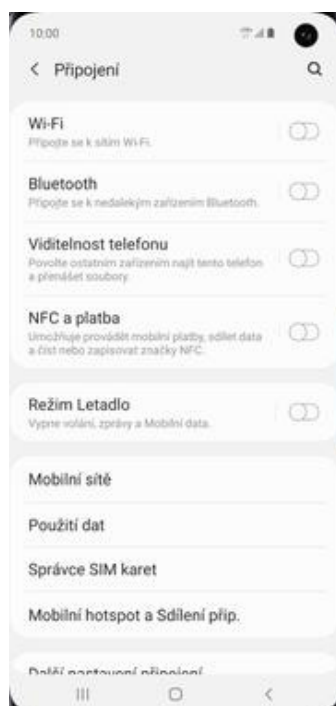 10:00
Připojení
Wi-Fi
Připojte se k sítím Wi-Fi.
Bluetooth
Připojte se k nedalekým zařízením Bluetooth.
Viditelnost telefonu
Povolte ostatním zařízením najít tento telefon
a přenášet soubory.
NFC a platba
Umožňuje provádět mobilní platby, sdílet data
a číst nebo zapisovat značky NFC.
Režim Letadlo
Vypne volání, zprávy a Mobilní data.
Mobilní sítě
Použití dat
Správce SIM karet
Mobilní hotspot a Sdílení přip.
Další nastavení připojení